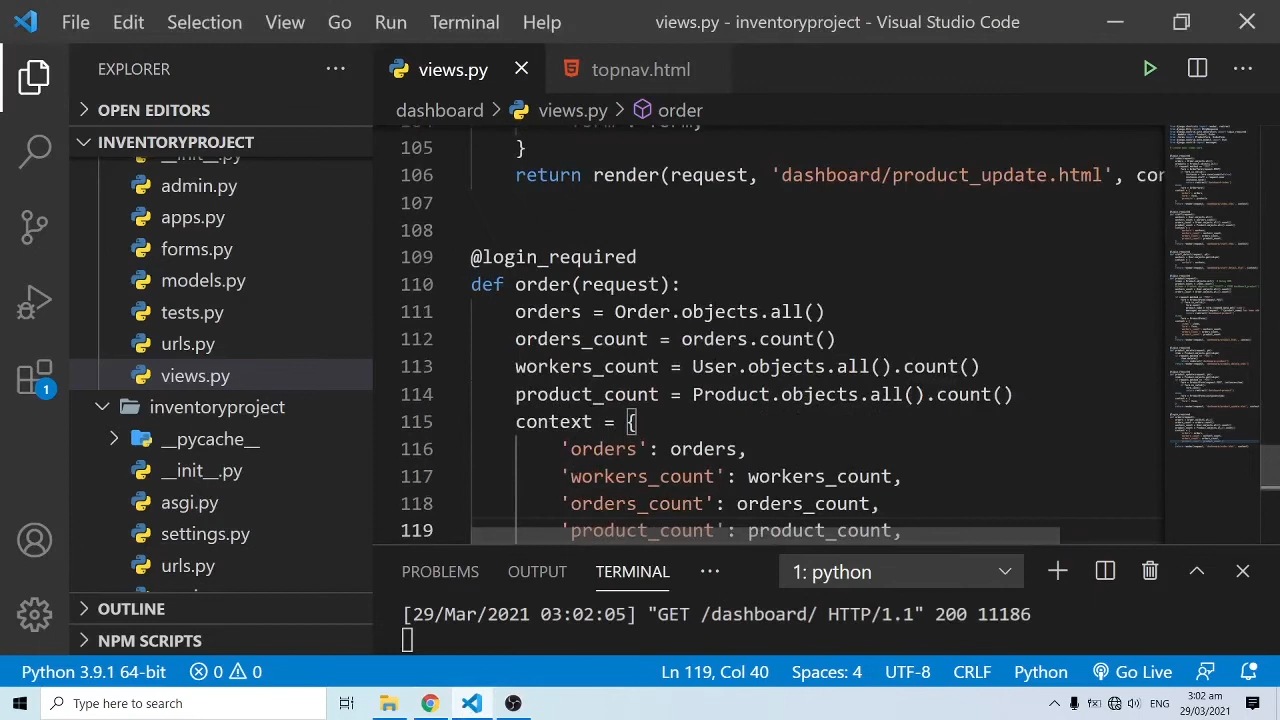 File Edit Selection View Go Run Terminal Help views.py - inventoryproject - Visual Studio Code
EXPLORER
OPEN EDITORS
INVENTORYPROJECT
__init__.py
admin.py
apps.py
forms.py
models.py
tests.py
urls.py
views.py
inventoryproject
__pycache__
__init__.py
asgi.py
settings.py
urls.py
OUTLINE
NPM SCRIPTS
1
views.py topnav.html
dashboard views.py order
105 }
106 return render(request, 'dashboard/product_update.html', con
107
108
109 @login_required
110 def order(request):
111 orders = Order.objects.all()
112 orders_count = orders.count()
113 workers_count = User.objects.all().count()
114 product_count = Product.objects.all().count()
115 context = {
116 'orders': orders,
117 'workers_count': workers_count,
118 'orders_count': orders_count,
119 'product_count': product_count,
PROBLEMS OUTPUT TERMINAL 1: python
[29/Mar/2021 03:02:05] "GET /dashboard/ HTTP/1.1" 200 11186
Python 3.9.1 64-bit 0 0 Ln 119, Col 40 Spaces: 4 UTF-8 CRLF Python Go Live
Type here to search ENG 3:02 am
29/03/2021